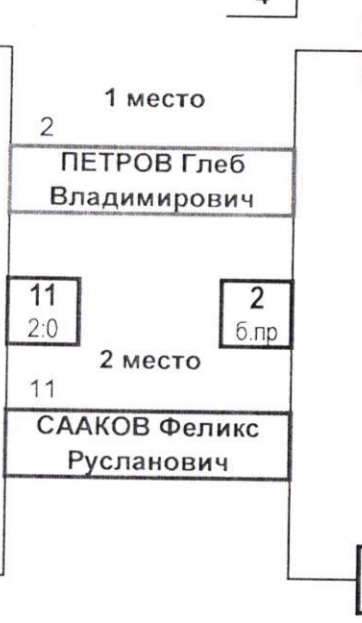 1 место
2
ПЕТРОВ Глеб
Владимирович
11
2:0
2
б.пр
2 место
11
СААКОВ Феликс
Русланович